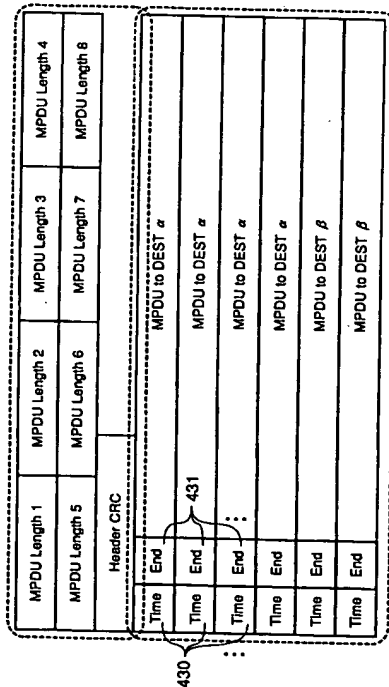 MPDU Length 1 MPDU Length 2 MPDU Length 3 MPDU Length 4
MPDU Length 5 MPDU Length 6 MPDU Length 7 MPDU Length 8
Header CRC
Time End MPDU to DEST α
Time End MPDU to DEST α
Time End MPDU to DEST α
Time End MPDU to DEST α
Time End MPDU to DEST β
Time End MPDU to DEST β
430
431